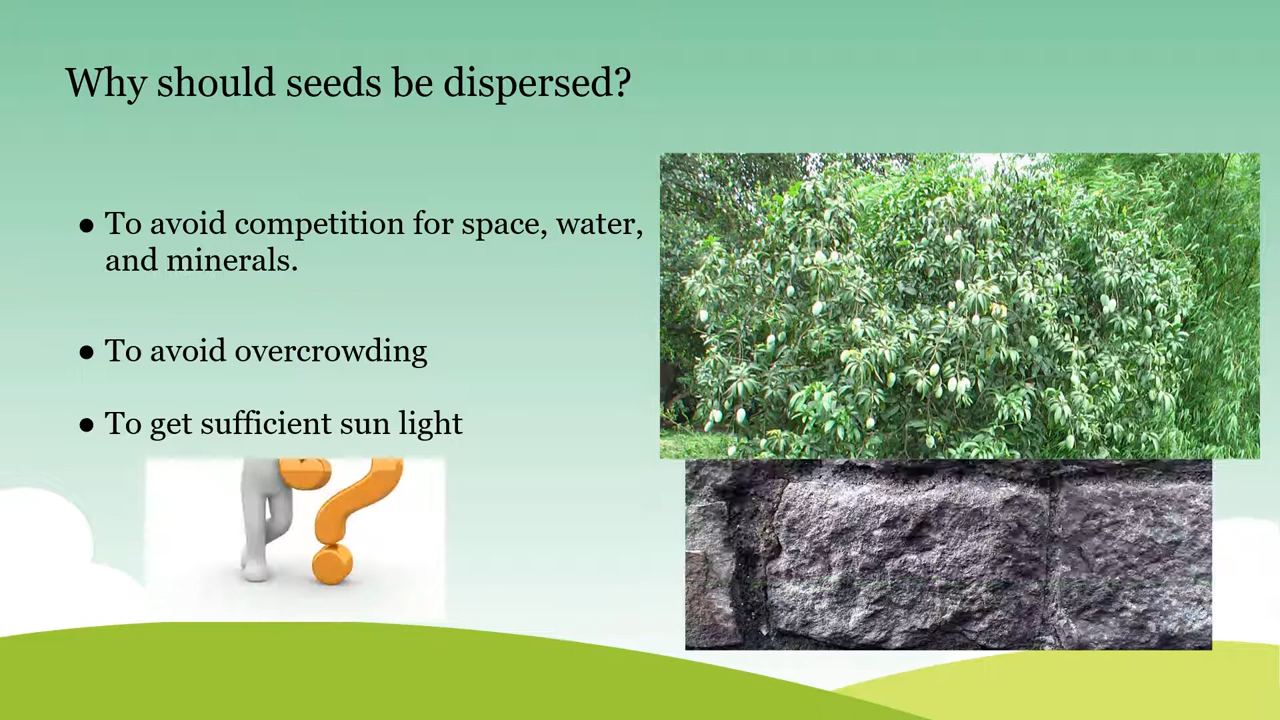 Why should seeds be dispersed?
● To avoid competition for space, water,
and minerals.
● To avoid overcrowding
● To get sufficient sun light